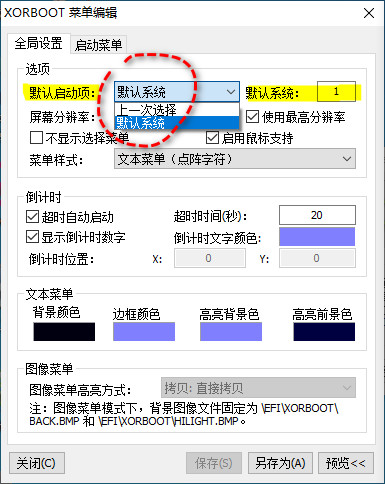 XORBOOT 菜单编辑
全局设置 启动菜单
选项
默认启动项： 默认系统 默认系统： 1
上一次选择
默认系统
屏幕分辨率： 使用最高分辨率
不显示选择菜单 启用鼠标支持
菜单样式： 文本菜单（点阵字符）
倒计时
超时自动启动 超时时间(秒)： 20
显示倒计时数字 倒计时文字颜色：
倒计时位置： X: 0 Y: 0
文本菜单
背景颜色 边框颜色 高亮背景色 高亮前景色
图像菜单
图像菜单高亮方式： 拷贝: 直接拷贝
注：图像菜单模式下，背景图像文件固定为 \EFI\XORBOOT\
BACK.BMP 和 \EFI\XORBOOT\HILIGHT.BMP。
关闭(C) 保存(S) 另存为(A) 预览<<